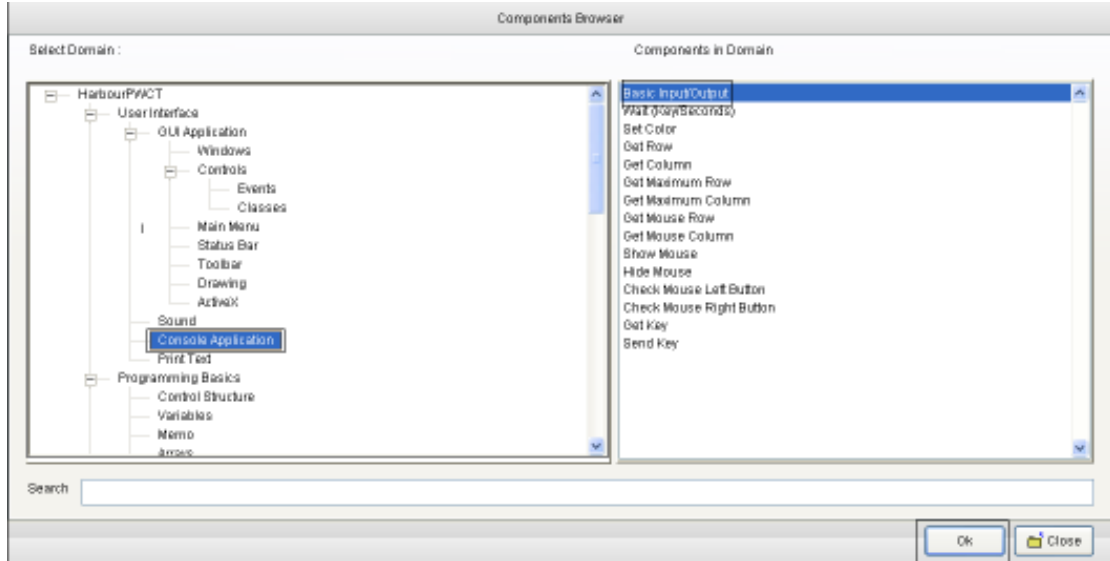 Components Browser
Select Domain :
Components in Domain
HarbourPWCT
User Interface
GUI Application
Windows
Controls
Events
Classes
Main Menu
Status Bar
Toolbar
Drawing
ActiveX
Sound
Console Application
Print Text
Programming Basics
Control Structure
Variables
Memo
Arrays
Basic Input/Output
Wait (Key/Seconds)
Set Color
Get Row
Get Column
Get Maximum Row
Get Maximum Column
Get Mouse Row
Get Mouse Column
Show Mouse
Hide Mouse
Check Mouse Left Button
Check Mouse Right Button
Get Key
Send Key
Search
Ok
Close